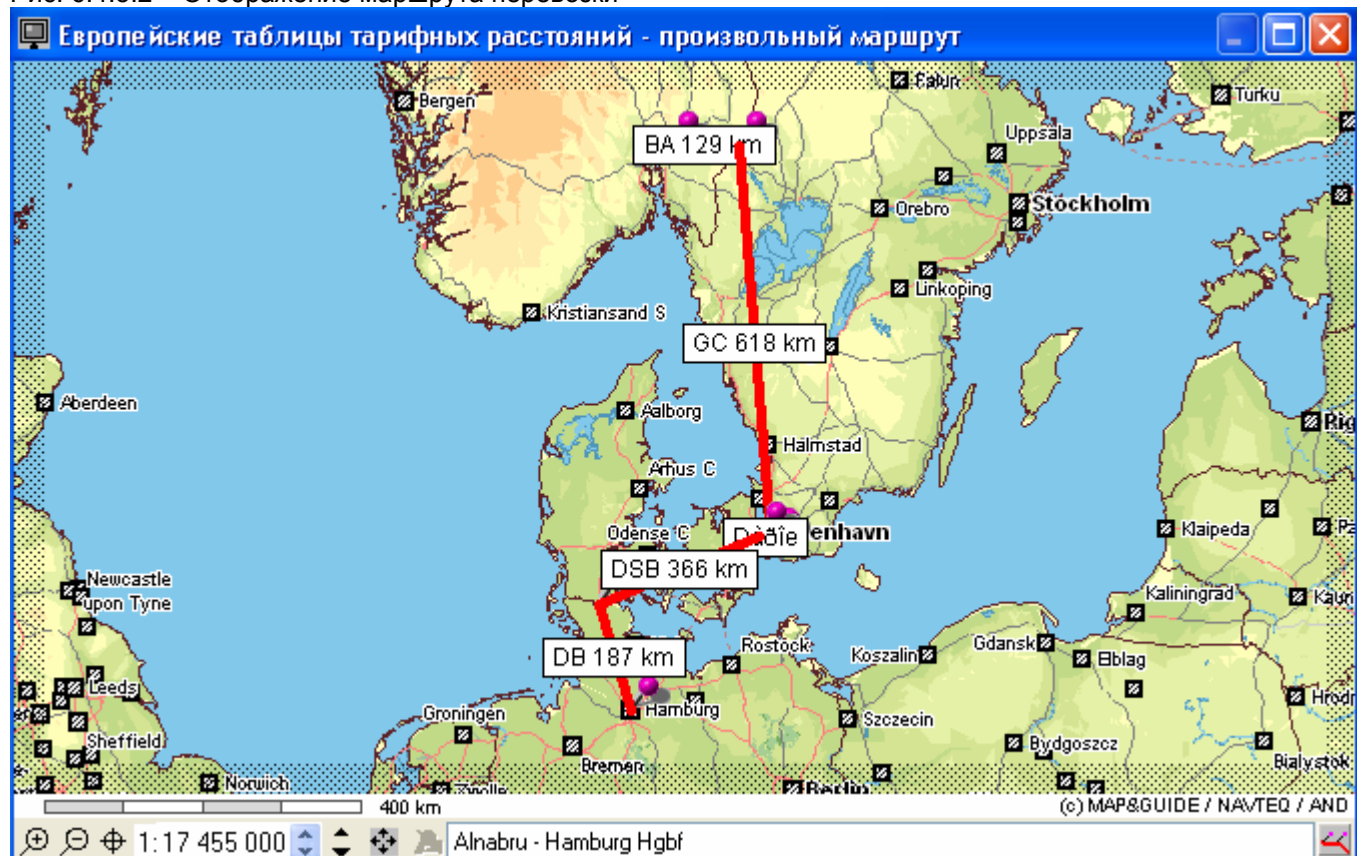 Европейские таблицы тарифных расстояний - произвольный маршрут
Bergen
Falun
Turku
BA 129 km
Uppsala
Orebro
Stockholm
Linkoping
Kristiansand S
GC 618 km
Aberdeen
Aalborg
Halmstad
Arhus C
Odense C
Dàðîe
enhavn
Klaipeda
DSB 366 km
Newcastle
upon Tyne
Kaliningrad
DB 187 km
Rostock
Koszalin
Gdansk
Elblag
Leeds
Groningen
Hamburg
Szczecin
Sheffield
Bremen
Bydgoszcz
Bialystok
Norwich
Zwolle
Berlin
400 km
(c) MAP&GUIDE / NAVTEQ / AND
1:17 455 000
Alnabru - Hamburg Hgbf